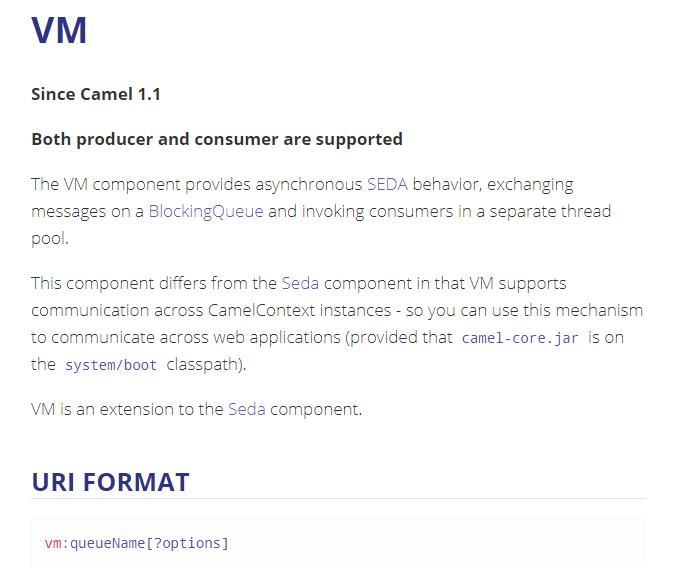 VM
Since Camel 1.1
Both producer and consumer are supported
The VM component provides asynchronous SEDA behavior, exchanging
messages on a BlockingQueue and invoking consumers in a separate thread
pool.
This component differs from the Seda component in that VM supports
communication across CamelContext instances - so you can use this mechanism
to communicate across web applications (provided that camel-core.jar is on
the system/boot classpath).
VM is an extension to the Seda component.
URI FORMAT
vm:queueName[?options]